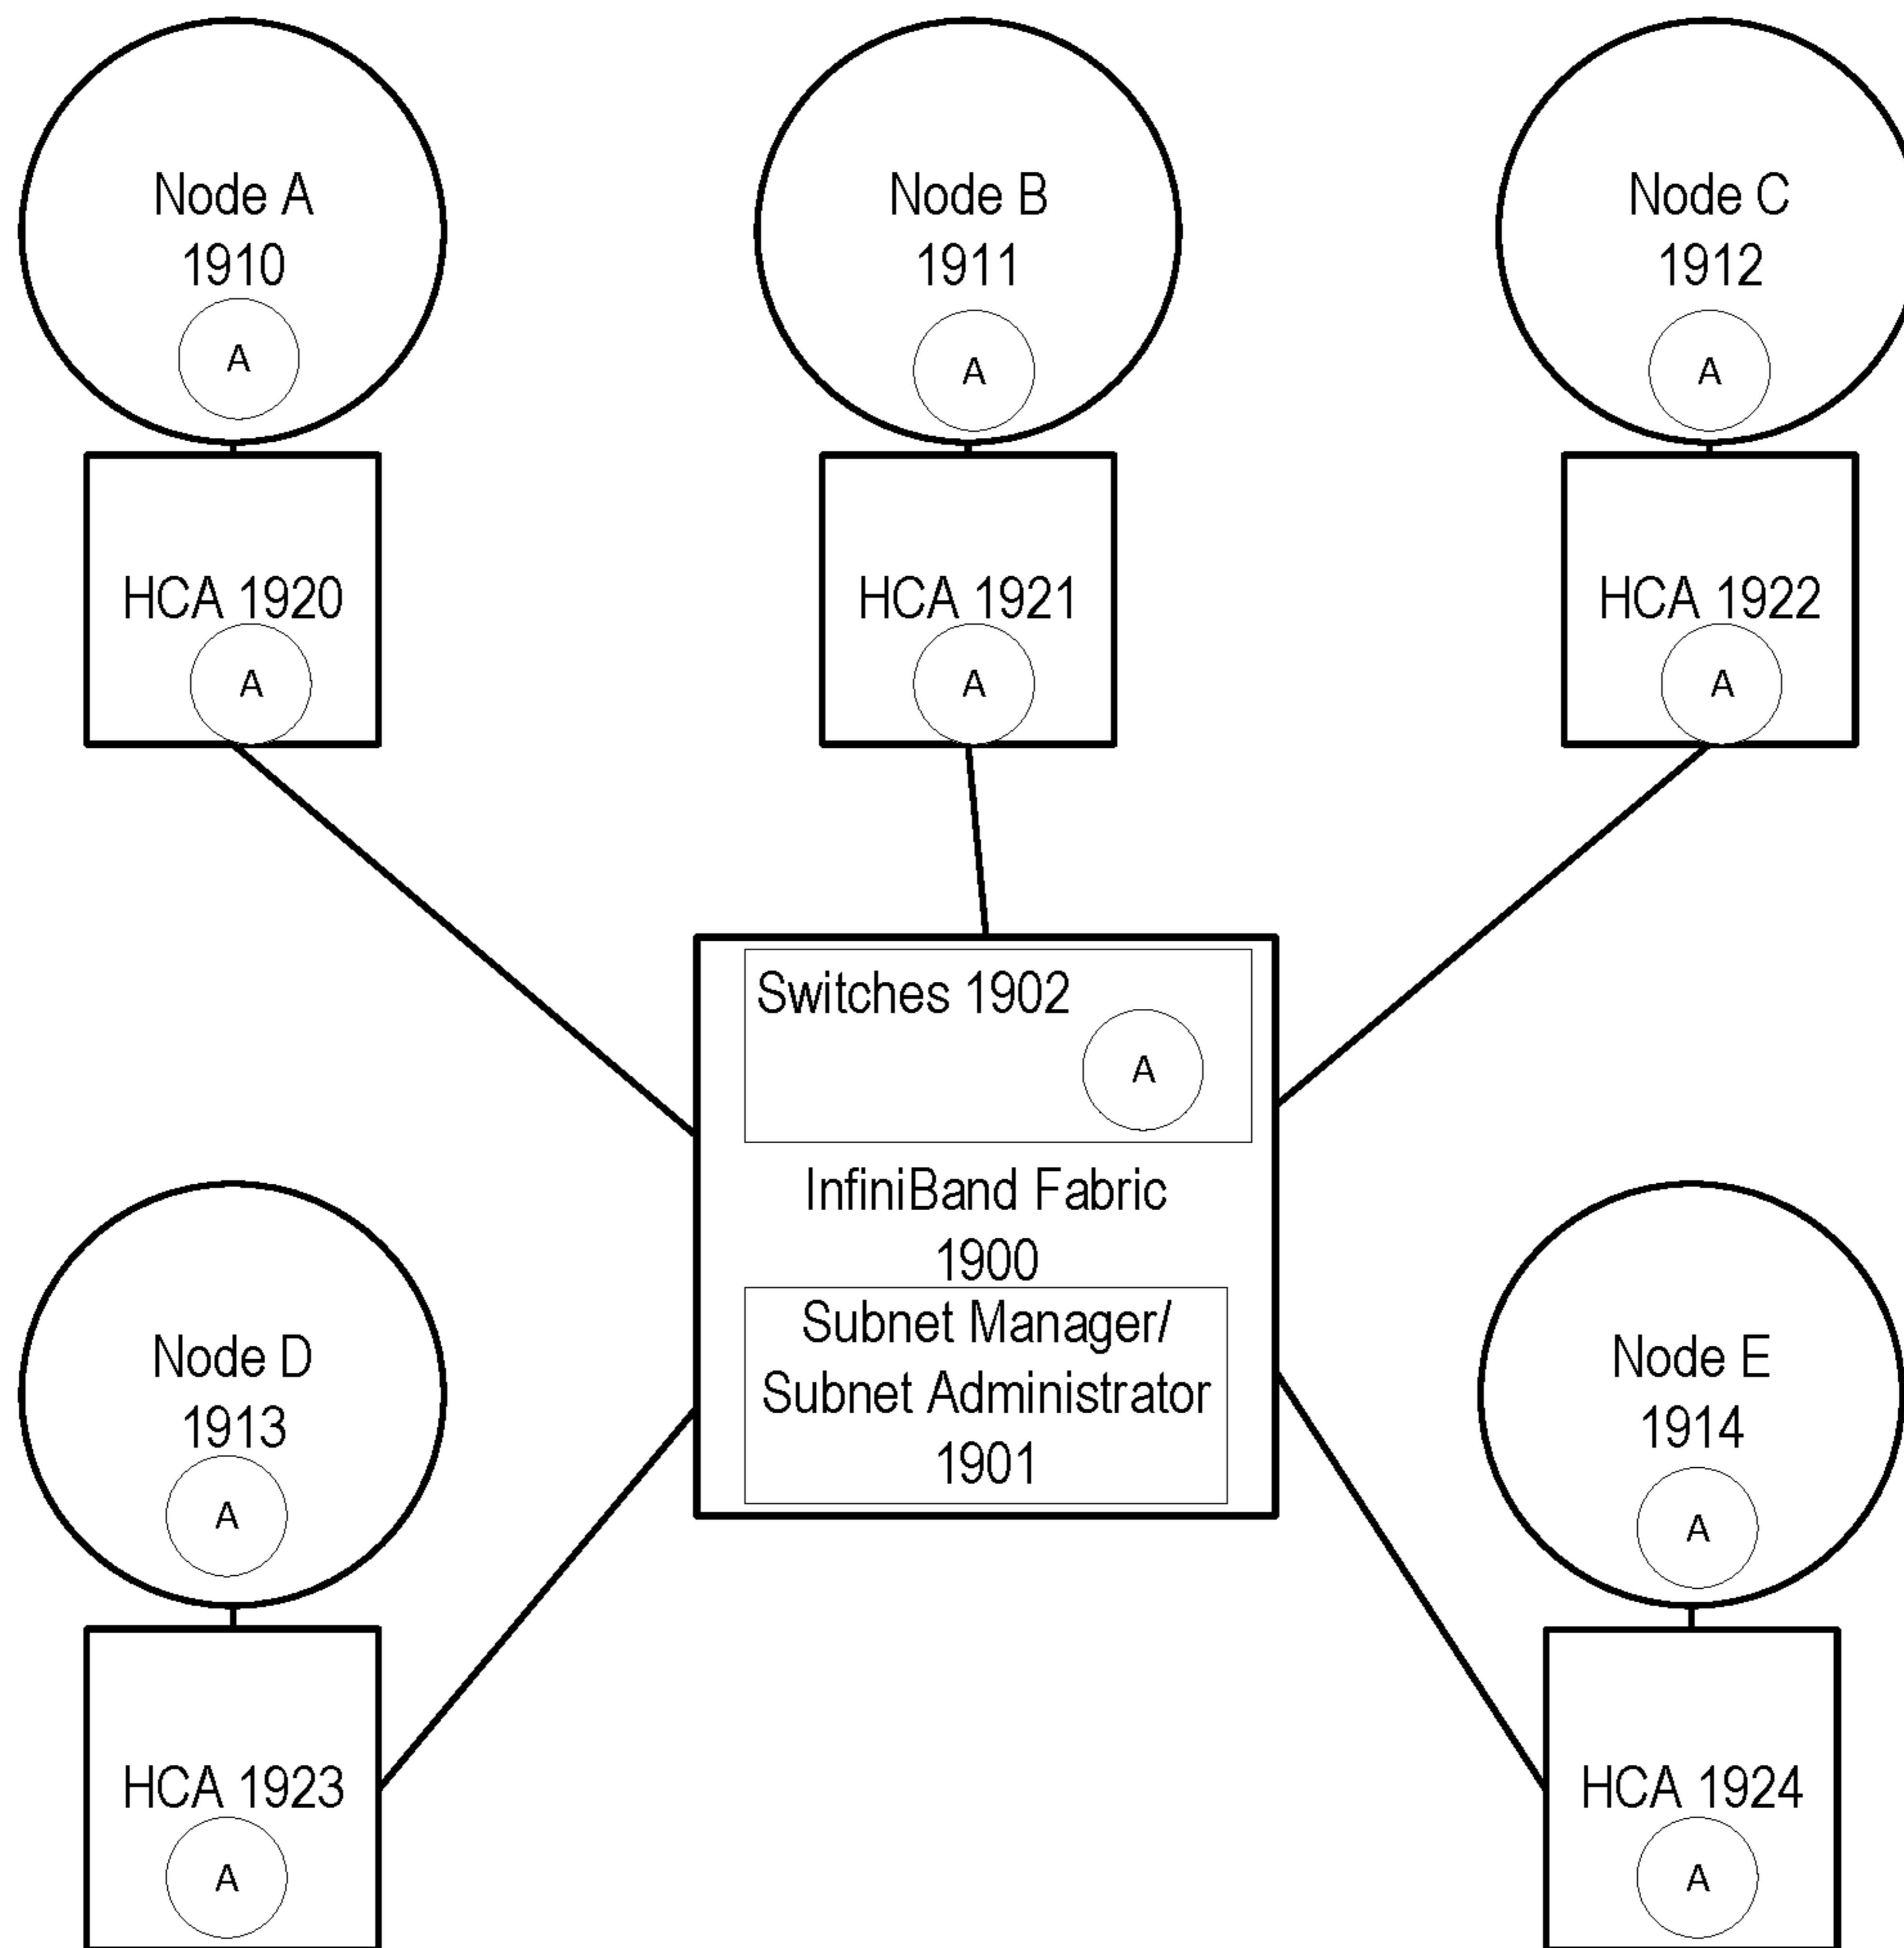 Node A
1910
A
Node B
1911
A
Node C
1912
A
HCA 1920
A
HCA 1921
A
HCA 1922
A
Switches 1902
A
InfiniBand Fabric
1900
Subnet Manager/
Subnet Administrator
1901
Node D
1913
A
Node E
1914
A
HCA 1923
A
HCA 1924
A